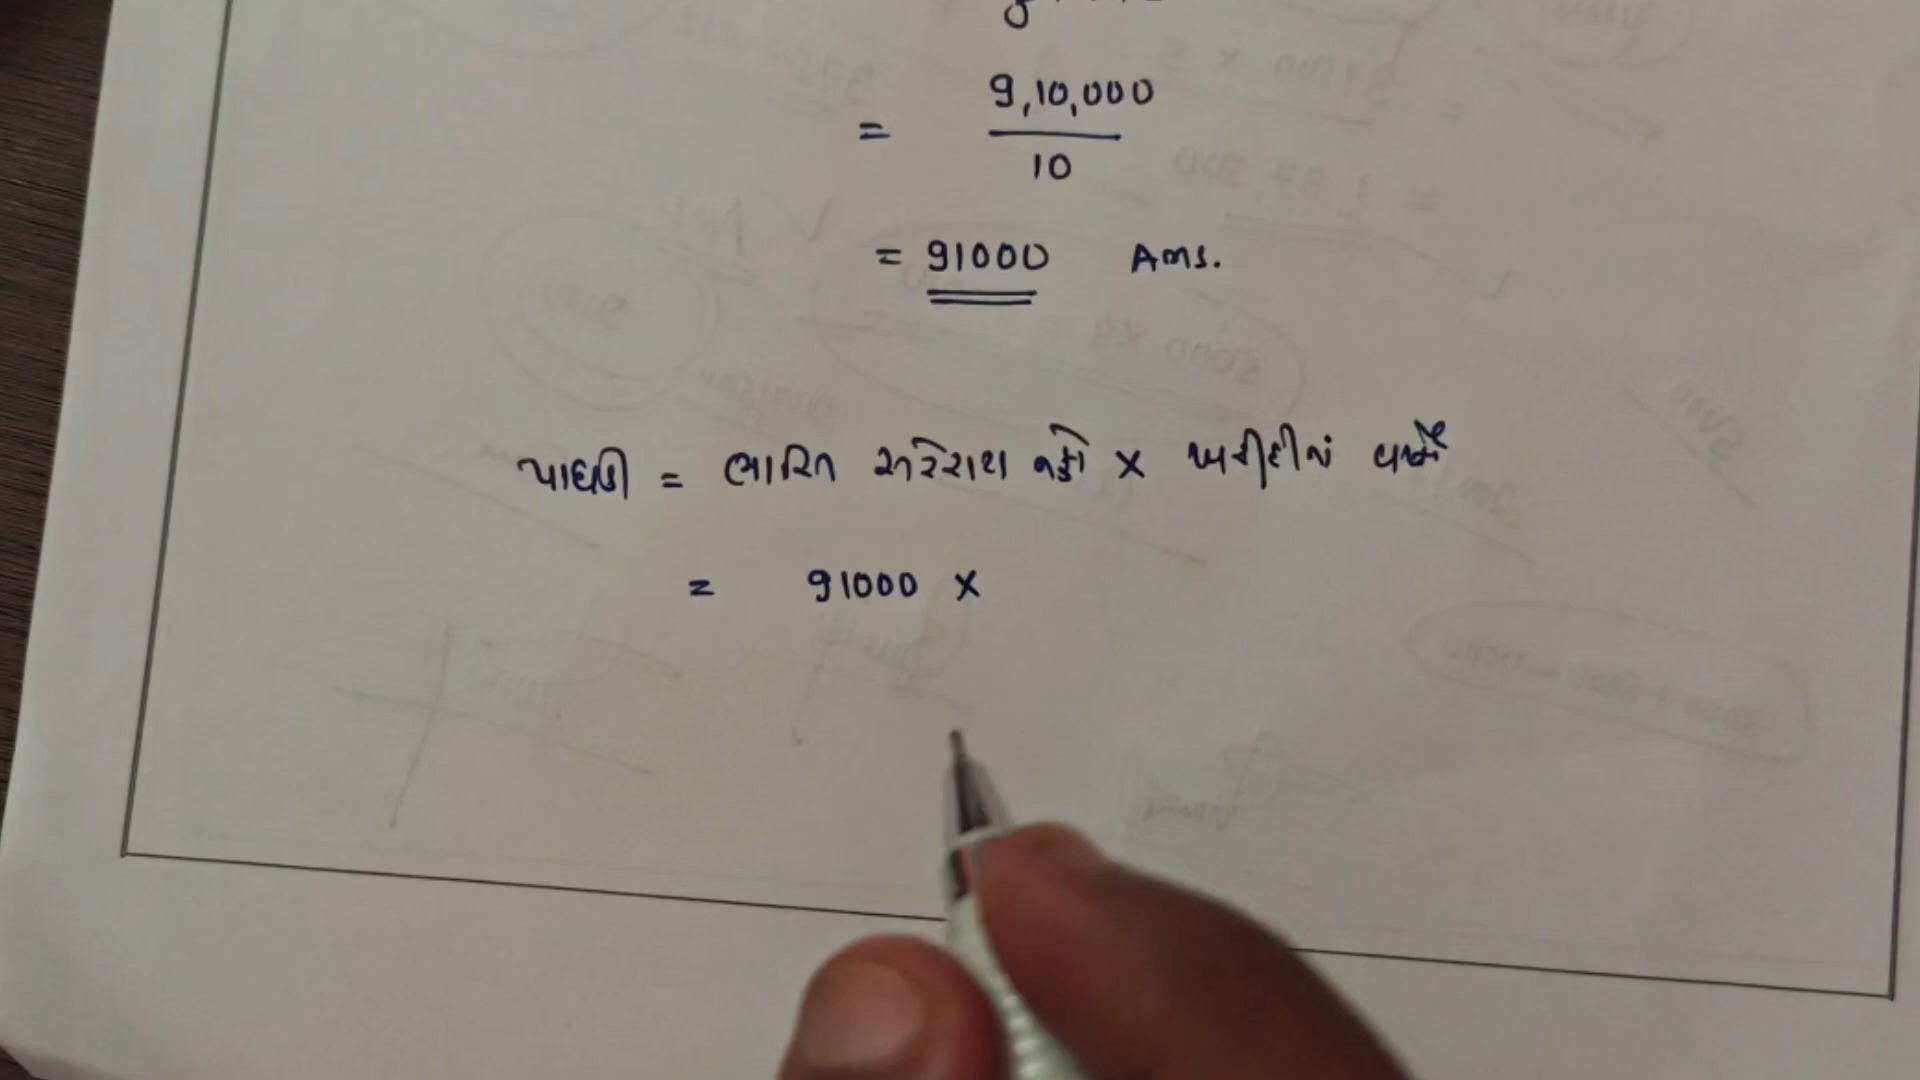 9,10,000
=
10
= 91000 Ans.
પાઘડી = ભારિત સરેરાશ નફો × ખરીદીનાં વર્ષો
= 91000 ×